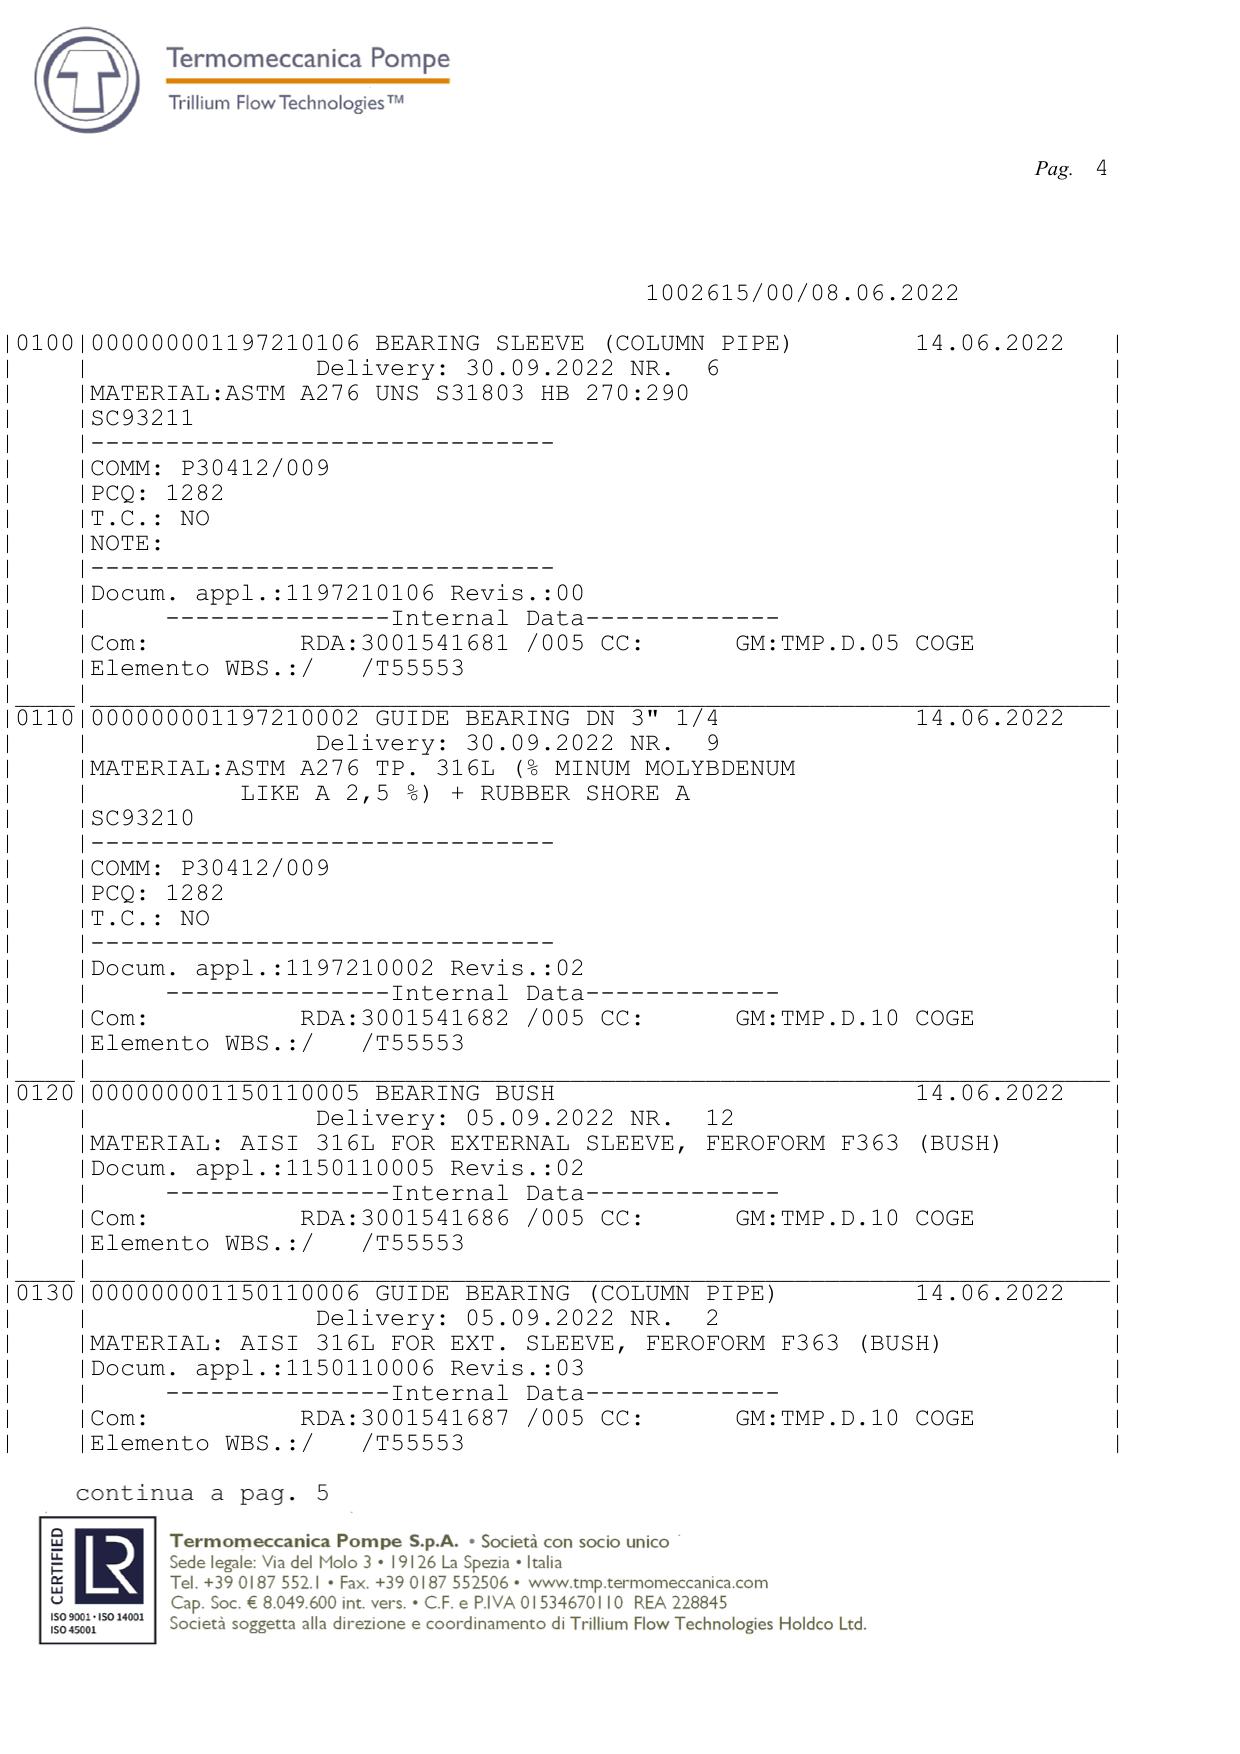 Termomeccanica Pompe
Trillium Flow Technologies™
Pag. 4
1002615/00/08.06.2022
|0100|000000001197210106 BEARING SLEEVE (COLUMN PIPE) 14.06.2022 |
| | Delivery: 30.09.2022 NR. 6 |
| |MATERIAL:ASTM A276 UNS S31803 HB 270:290 |
| |SC93211 |
| |------------------------------- |
| |COMM: P30412/009 |
| |PCQ: 1282 |
| |T.C.: NO |
| |NOTE: |
| |------------------------------- |
| |Docum. appl.:1197210106 Revis.:00 |
| | ---------------Internal Data------------- |
| |Com: RDA:3001541681 /005 CC: GM:TMP.D.05 COGE |
| |Elemento WBS.:/ /T55553 |
|____|____________________________________________________________________|
|0110|000000001197210002 GUIDE BEARING DN 3" 1/4 14.06.2022 |
| | Delivery: 30.09.2022 NR. 9 |
| |MATERIAL:ASTM A276 TP. 316L (% MINUM MOLYBDENUM |
| | LIKE A 2,5 %) + RUBBER SHORE A |
| |SC93210 |
| |------------------------------- |
| |COMM: P30412/009 |
| |PCQ: 1282 |
| |T.C.: NO |
| |------------------------------- |
| |Docum. appl.:1197210002 Revis.:02 |
| | ---------------Internal Data------------- |
| |Com: RDA:3001541682 /005 CC: GM:TMP.D.10 COGE |
| |Elemento WBS.:/ /T55553 |
|____|____________________________________________________________________|
|0120|000000001150110005 BEARING BUSH 14.06.2022 |
| | Delivery: 05.09.2022 NR. 12 |
| |MATERIAL: AISI 316L FOR EXTERNAL SLEEVE, FEROFORM F363 (BUSH) |
| |Docum. appl.:1150110005 Revis.:02 |
| | ---------------Internal Data------------- |
| |Com: RDA:3001541686 /005 CC: GM:TMP.D.10 COGE |
| |Elemento WBS.:/ /T55553 |
|____|____________________________________________________________________|
|0130|000000001150110006 GUIDE BEARING (COLUMN PIPE) 14.06.2022 |
| | Delivery: 05.09.2022 NR. 2 |
| |MATERIAL: AISI 316L FOR EXT. SLEEVE, FEROFORM F363 (BUSH) |
| |Docum. appl.:1150110006 Revis.:03 |
| | ---------------Internal Data------------- |
| |Com: RDA:3001541687 /005 CC: GM:TMP.D.10 COGE |
| |Elemento WBS.:/ /T55553 |
continua a pag. 5
CERTIFIED
LR
ISO 9001 • ISO 14001
ISO 45001
Termomeccanica Pompe S.p.A. • Società con socio unico
Sede legale: Via del Molo 3 • 19126 La Spezia • Italia
Tel. +39 0187 552.1 • Fax. +39 0187 552506 • www.tmp.termomeccanica.com
Cap. Soc. € 8.049.600 int. vers. • C.F. e P.IVA 01534670110 REA 228845
Società soggetta alla direzione e coordinamento di Trillium Flow Technologies Holdco Ltd.